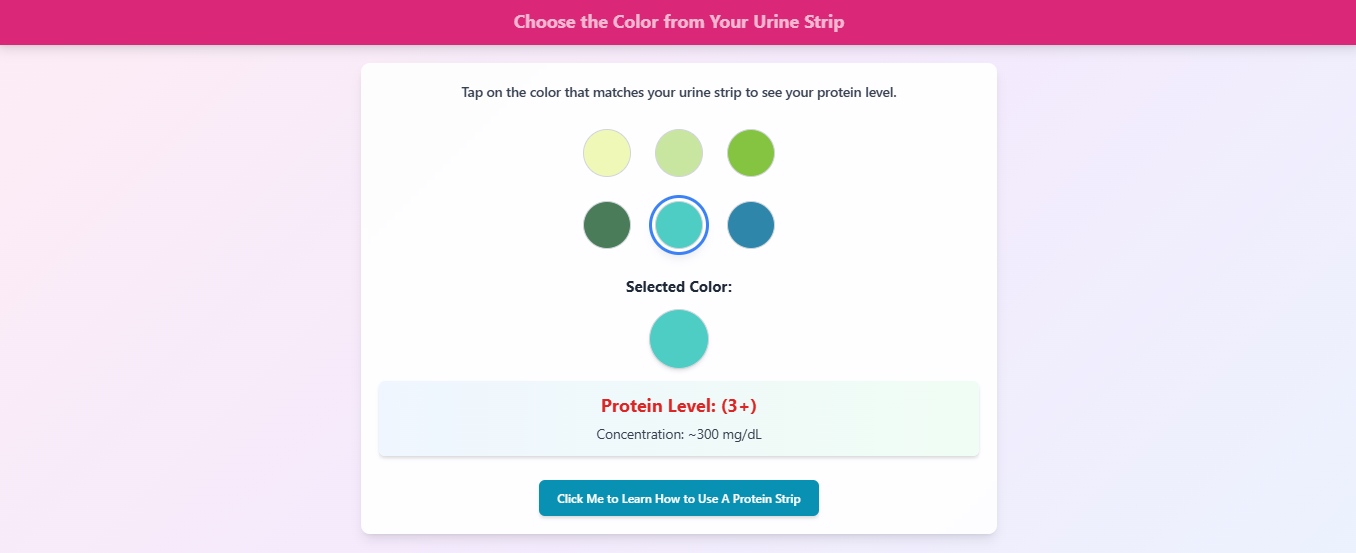 Choose the Color from Your Urine Strip
Tap on the color that matches your urine strip to see your protein level.
Selected Color:
Protein Level: (3+)
Concentration: ~300 mg/dL
Click Me to Learn How to Use A Protein Strip